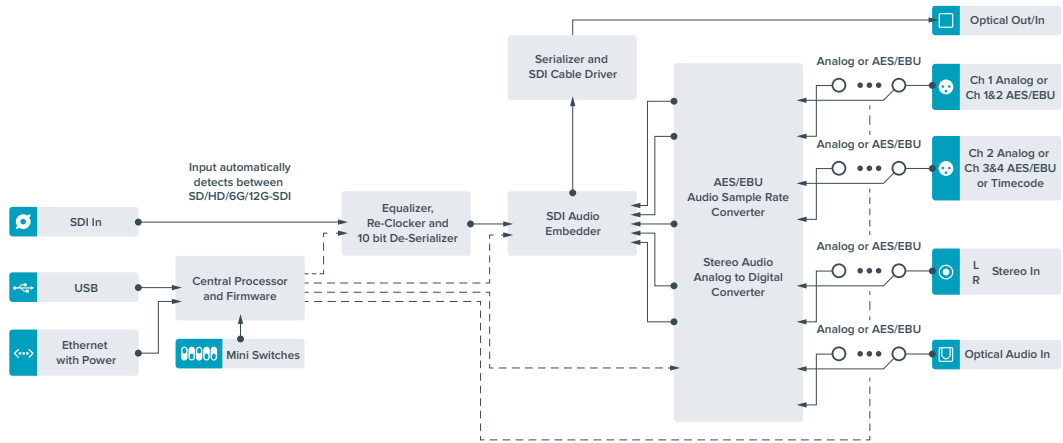 Optical Out/In
Serializer and
SDI Cable Driver
Analog or AES/EBU
Ch 1 Analog or
Ch 1&2 AES/EBU
Analog or AES/EBU
Ch 2 Analog or
Ch 3&4 AES/EBU
or Timecode
Input automatically
detects between
SD/HD/6G/12G-SDI
AES/EBU
Audio Sample Rate
Converter
SDI In
Equalizer,
Re-Clocker and
10 bit De-Serializer
SDI Audio
Embedder
Stereo Audio
Analog to Digital
Converter
Analog or AES/EBU
L
R
Stereo In
USB
Central Processor
and Firmware
Ethernet
with Power
Mini Switches
Analog or AES/EBU
Optical Audio In